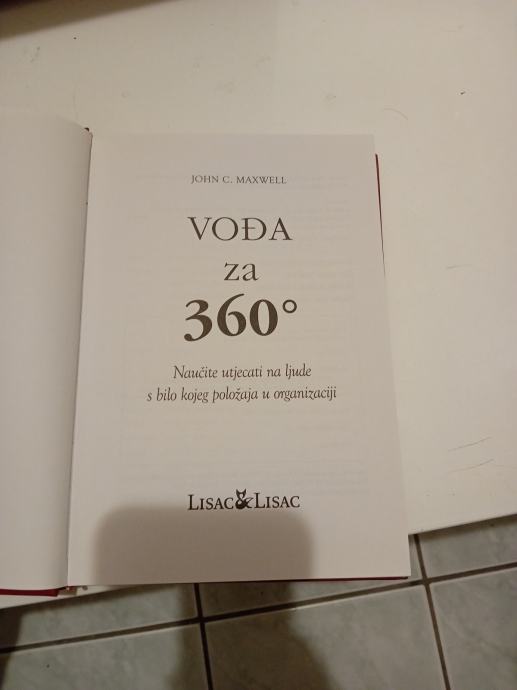 JOHN C. MAXWELL
VOĐA
za
360°
Naučite utjecati na ljude
s bilo kojeg položaja u organizaciji
LISAC & LISAC